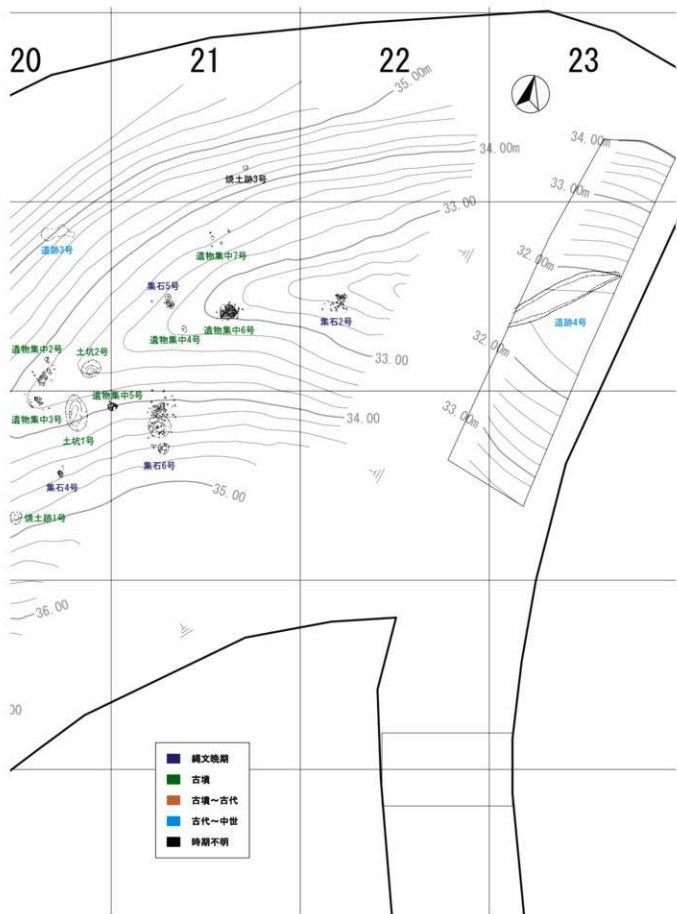 20
21
22
23
35.00m
34.00m
34.00m
焼土跡3号
33.00m
33.00
道跡3号
遺物集中7号
32.00m
集石5号
遺物集中6号
集石2号
道跡4号
遺物集中4号
32.00m
遺物集中2号
土坑2号
33.00
遺物集中5号
33.00m
遺物集中3号
34.00
土坑1号
集石6号
集石4号
35.00
焼土跡1号
36.00
00
縄文晩期
古墳
古墳～古代
古代～中世
時期不明